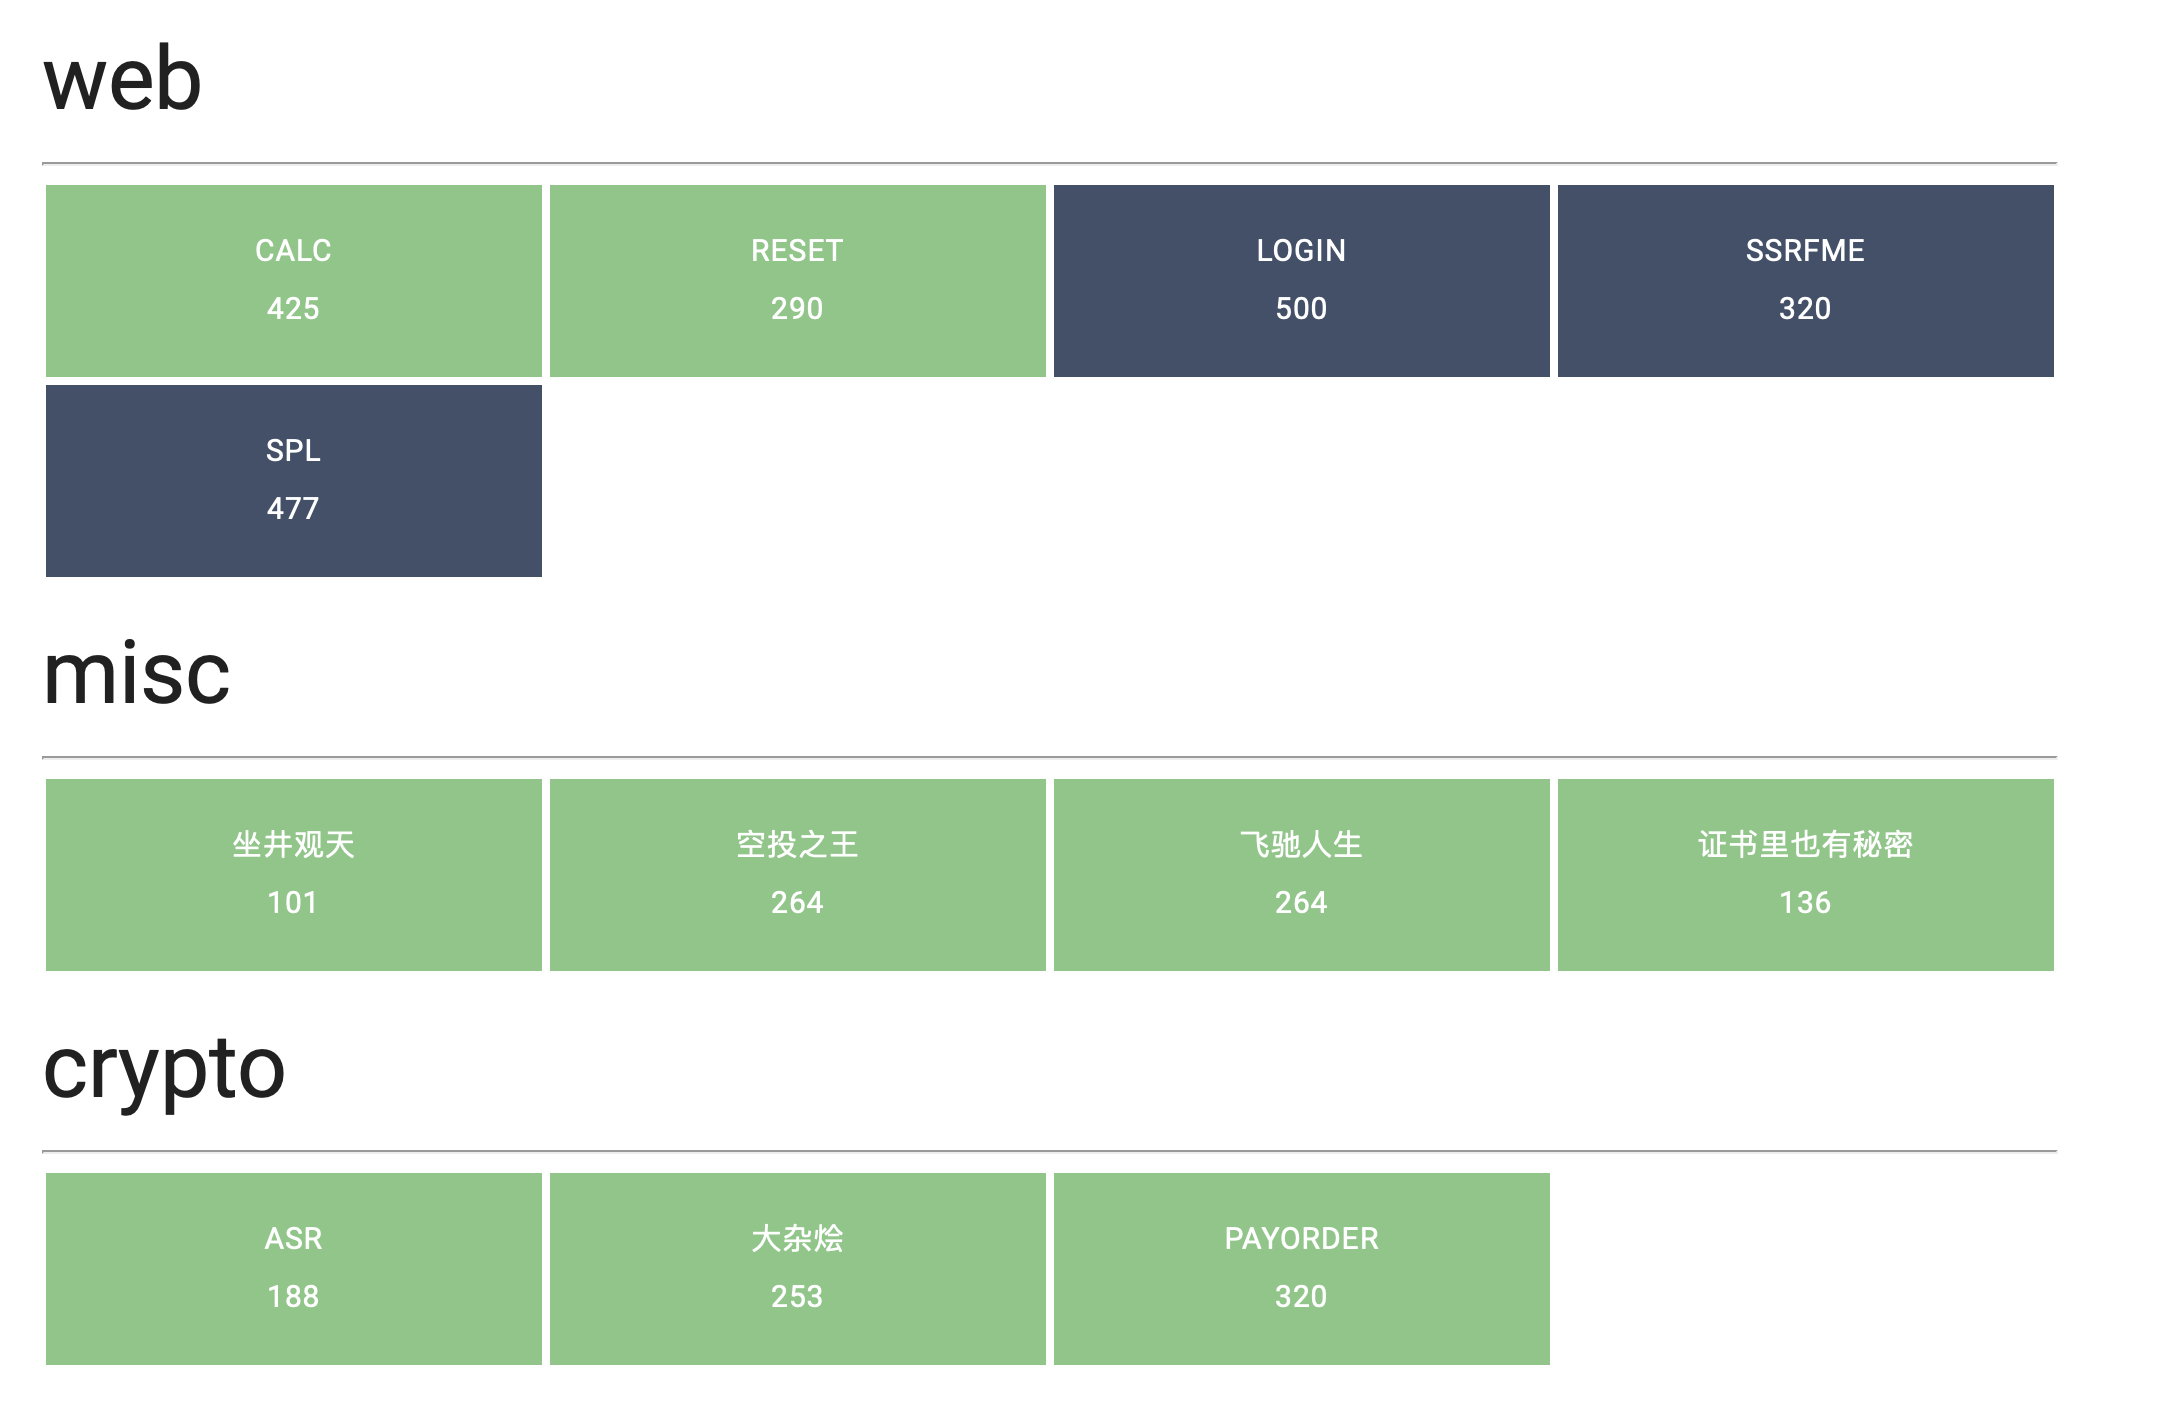 web
CALC
425
RESET
290
LOGIN
500
SSRFME
320
SPL
477
misc
坐井观天
101
空投之王
264
飞驰人生
264
证书里也有秘密
136
crypto
ASR
188
大杂烩
253
PAYORDER
320